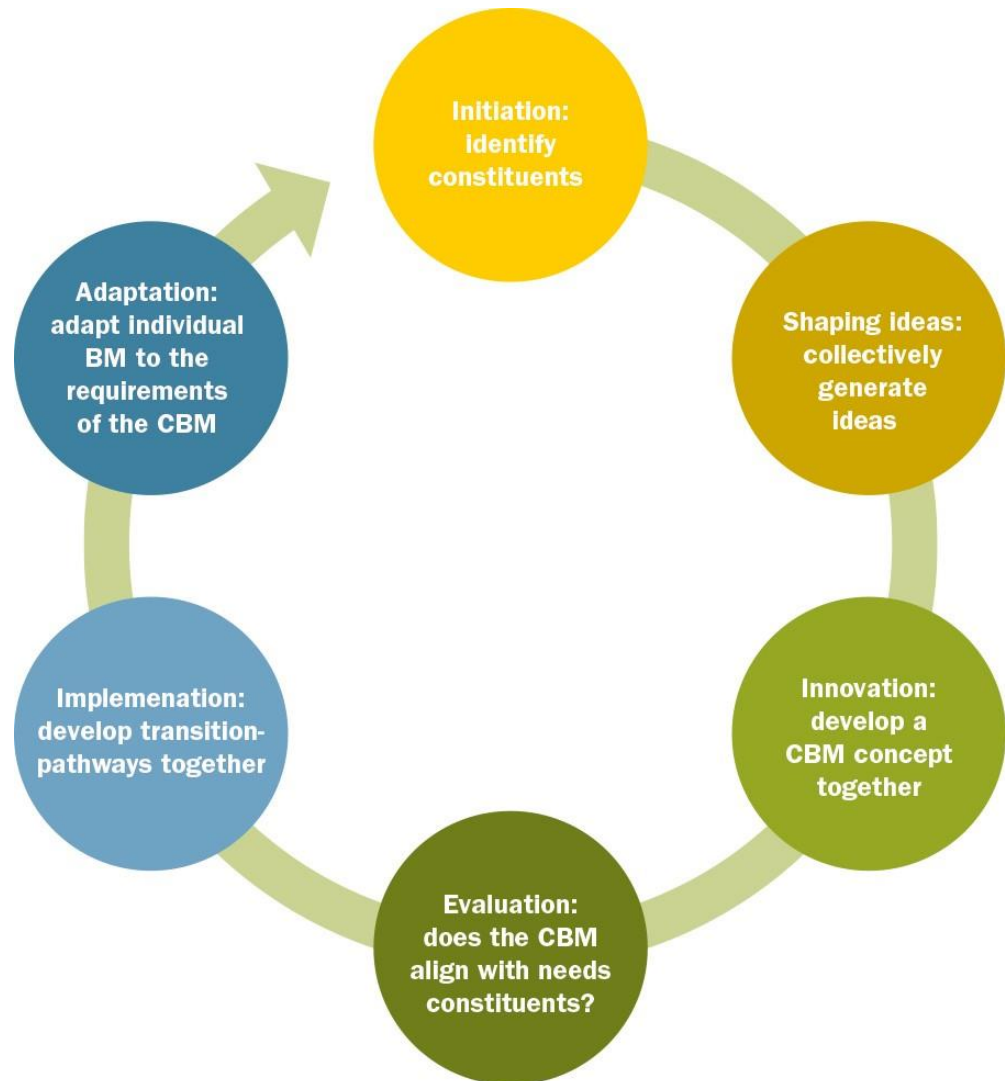 Initiation:
identify
constituents
Shaping ideas:
collectively
generate
ideas
Innovation:
develop a
CBM concept
together
Evaluation:
does the CBM
align with needs
constituents?
Implemenation:
develop transition-
pathways together
Adaptation:
adapt individual
BM to the
requirements
of the CBM